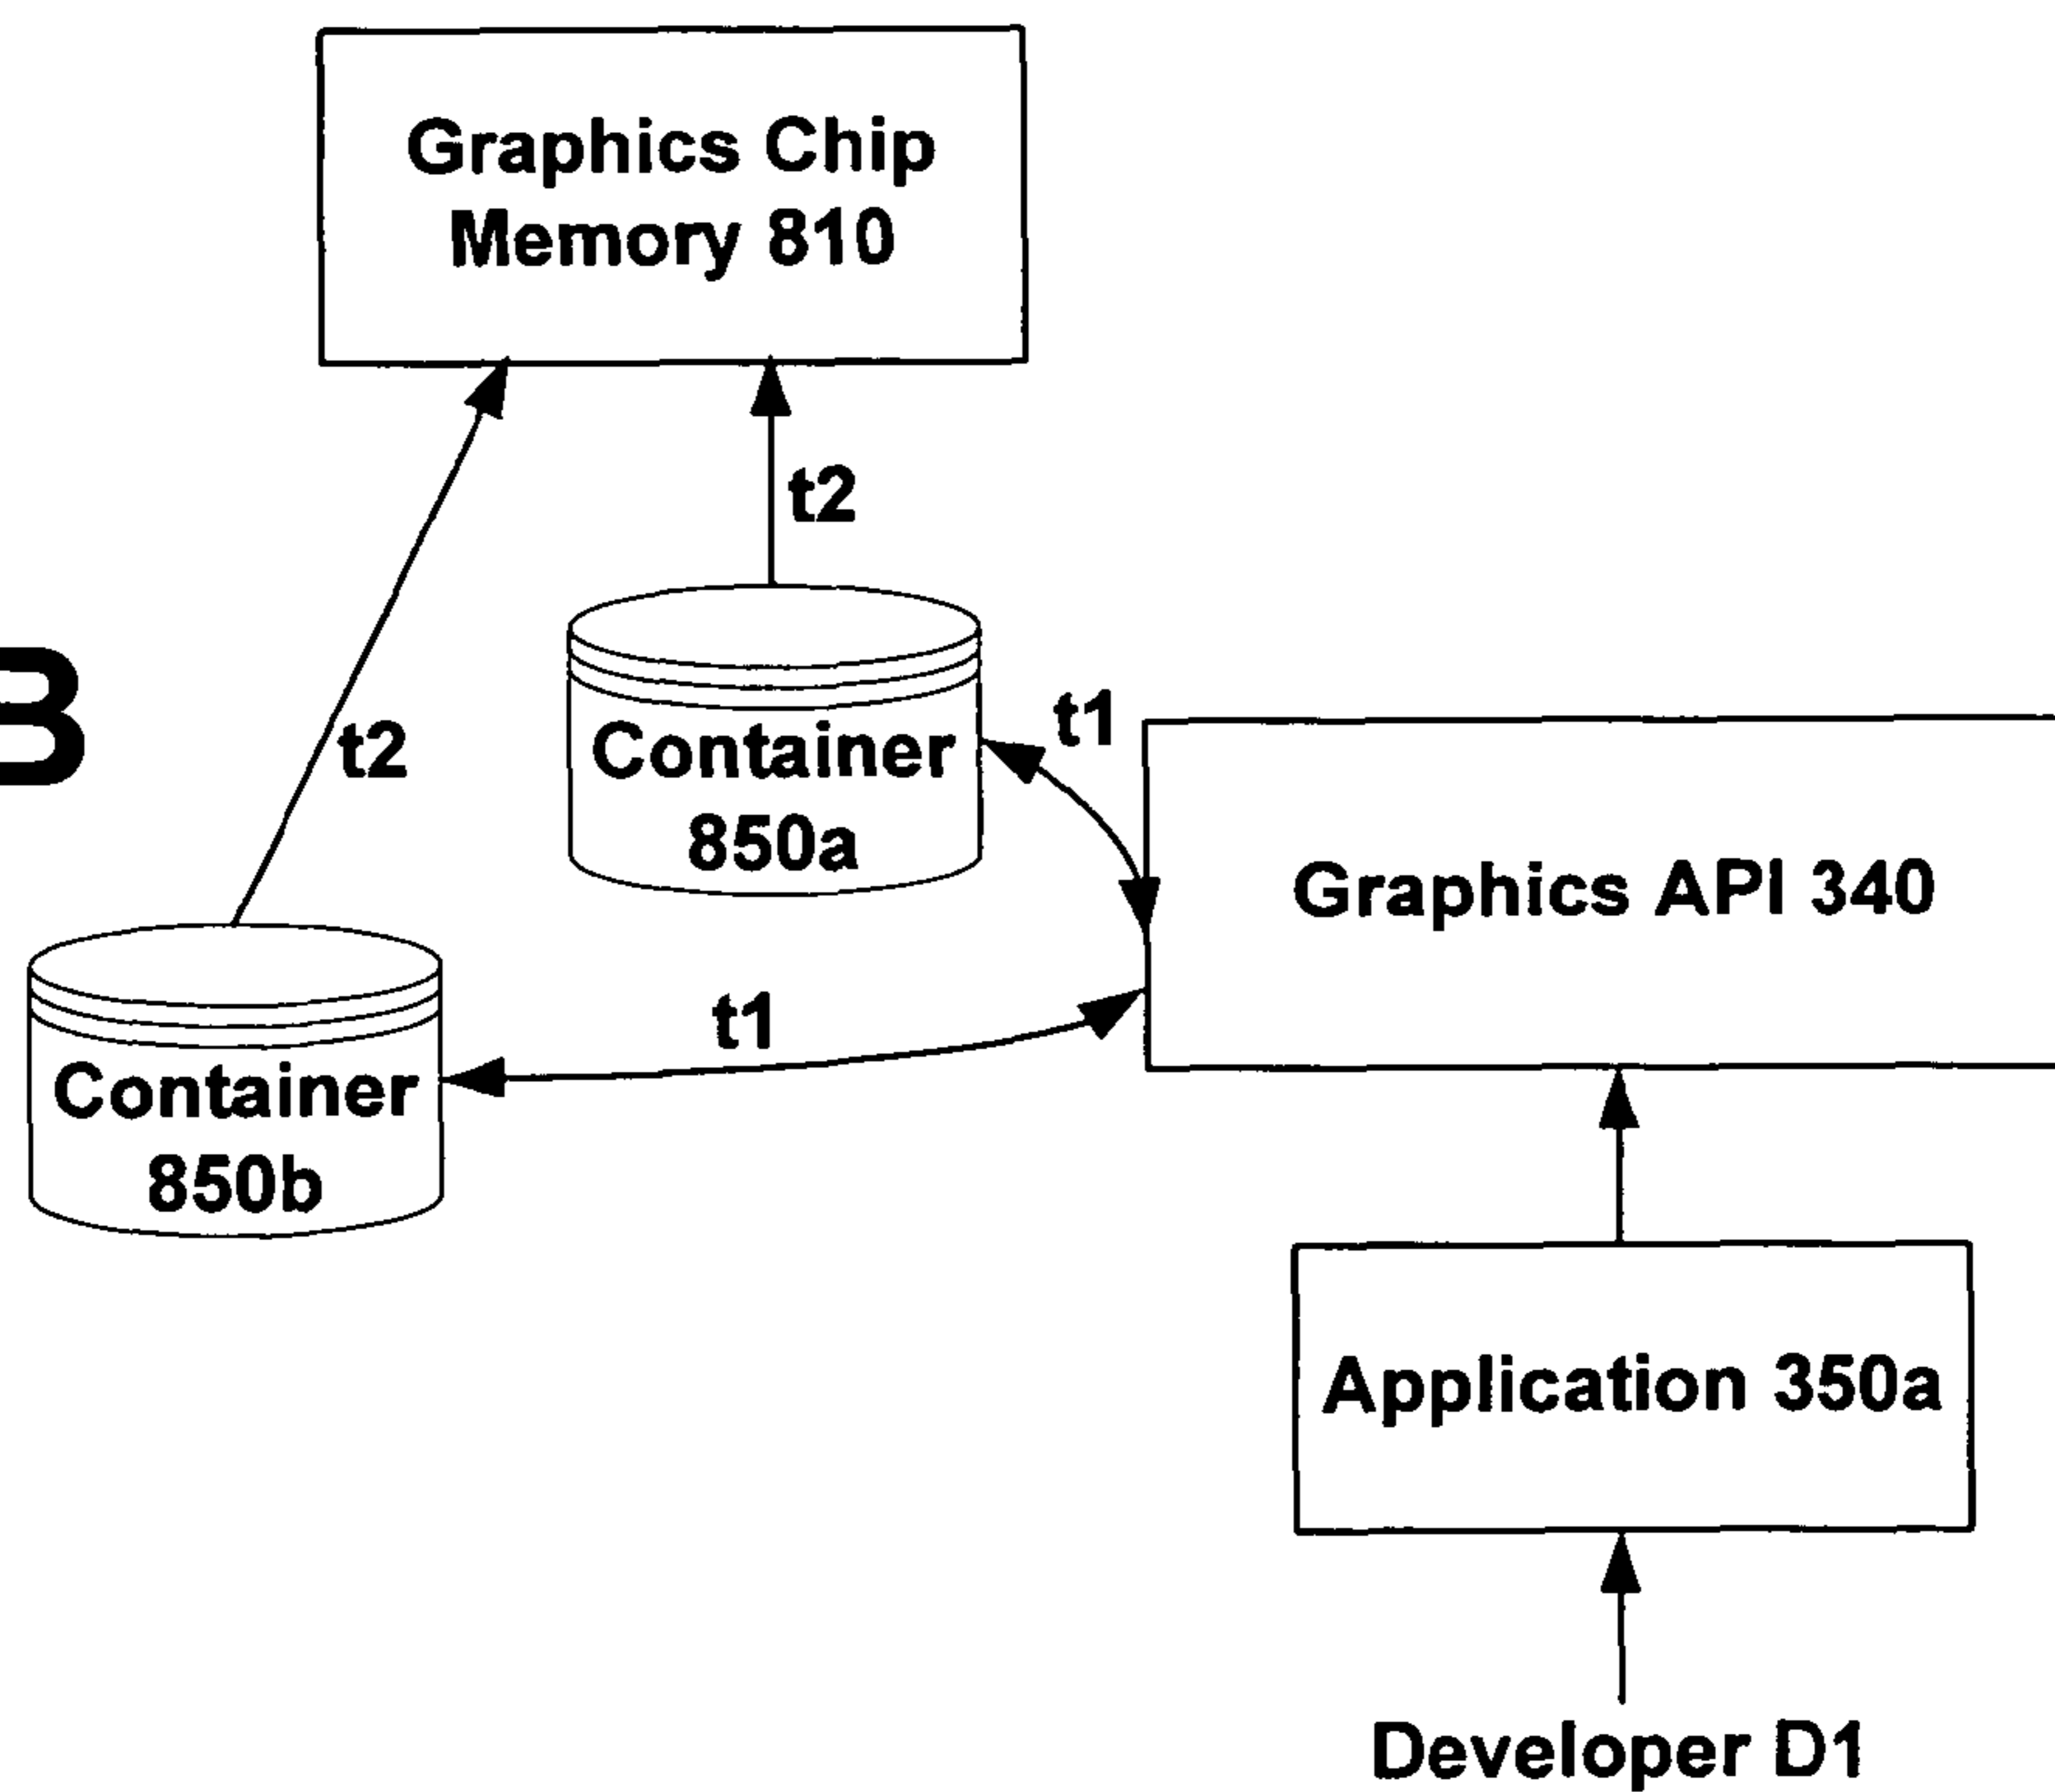 Graphics Chip
Memory 810
t2
B
t2
Container
850a
t1
Graphics API 340
Container
850b
t1
Application 350a
Developer D1